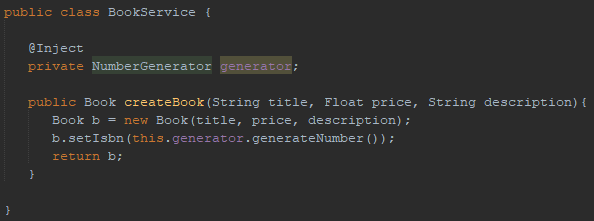 public class BookService {
@Inject
private NumberGenerator generator;
public Book createBook(String title, Float price, String description){
Book b = new Book(title, price, description);
b.setIsbn(this.generator.generateNumber());
return b;
}
}